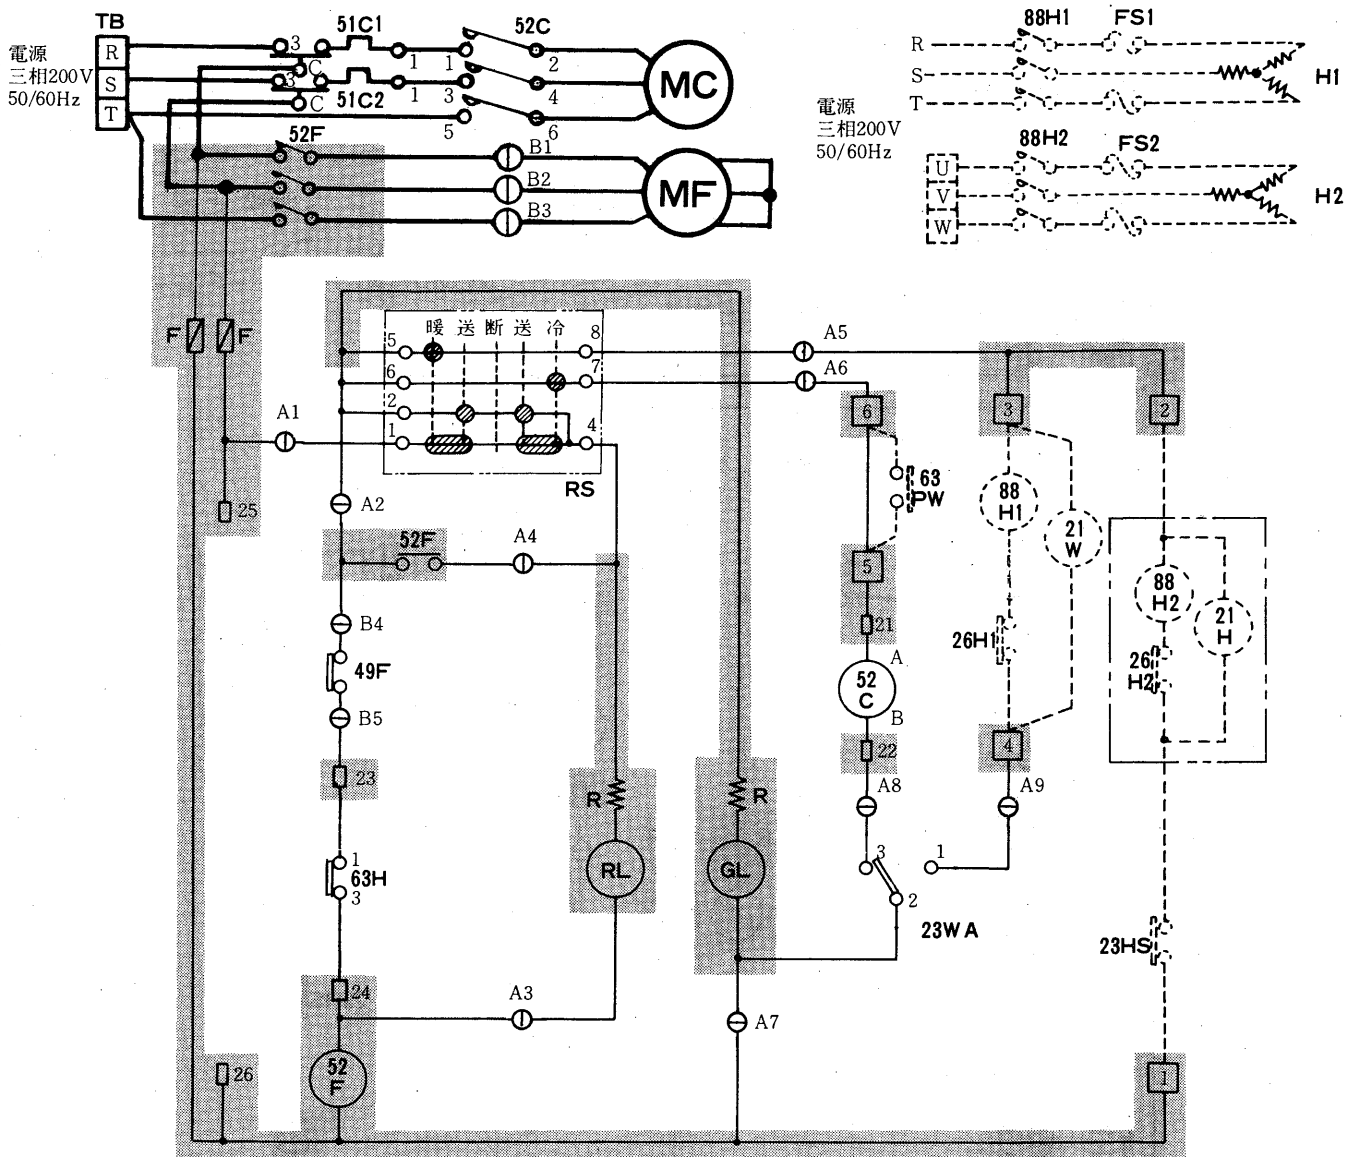 TB
51C1
52C
電源
三相200V
50/60Hz
R
S
T
3
C
3
C
1
1
1
2
3
4
5
6
51C2
MC
52F
B1
B2
B3
MF
88H1
FS1
R
S
T
H1
電源
三相200V
50/60Hz
88H2
FS2
U
V
W
H2
F
F
暖 送 断 送 冷
5
8
6
7
2
1
4
RS
A1
A5
A6
25
A2
52F
A4
B4
49F
B5
23
1
63H
3
24
A3
52
F
26
R
RL
R
GL
A7
6
63
PW
5
21
A
52
C
B
22
A8
3
1
2
23WA
3
88
H1
21
W
26H1
4
A9
2
88
H2
21
H
26
H2
23HS
1